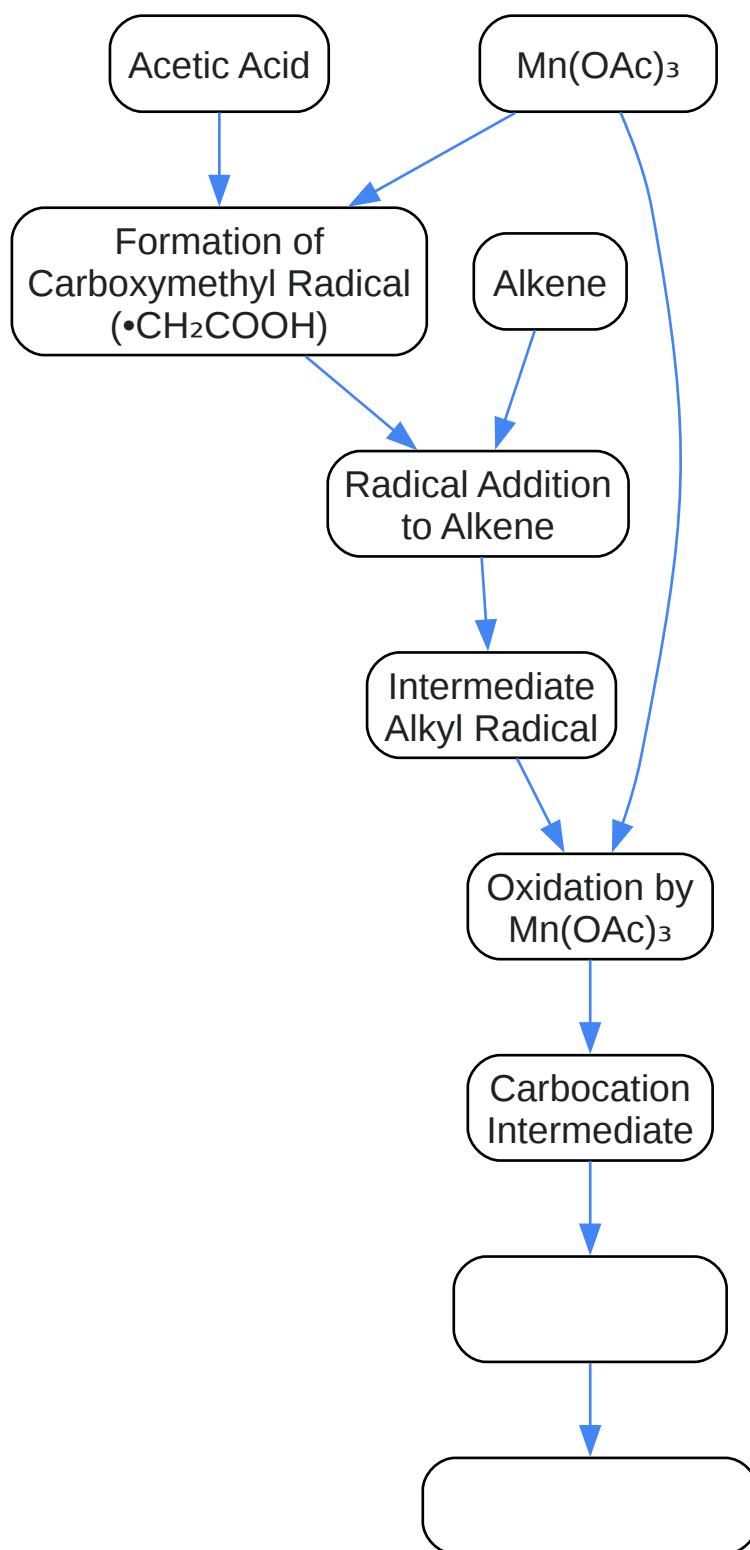 Acetic Acid
Mn(OAc)₃
Formation of
Carboxymethyl Radical
(•CH₂COOH)
Alkene
Radical Addition
to Alkene
Intermediate
Alkyl Radical
Oxidation by
Mn(OAc)₃
Carbocation
Intermediate